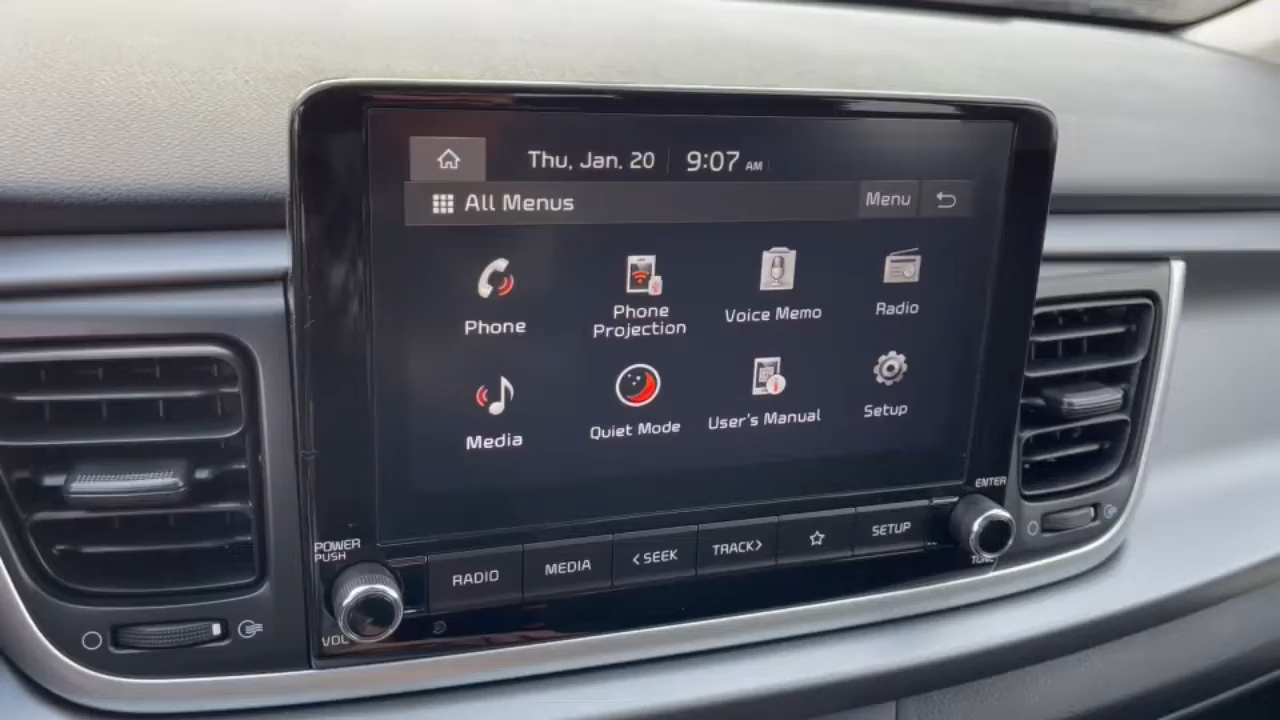 Thu, Jan. 20 9:07 AM
All Menus Menu
Phone
Phone
Projection
Voice Memo
Radio
Media
Quiet Mode
User's Manual
Setup
ENTER
POWER
PUSH
RADIO MEDIA <SEEK TRACK> SETUP
VOL
TUNE